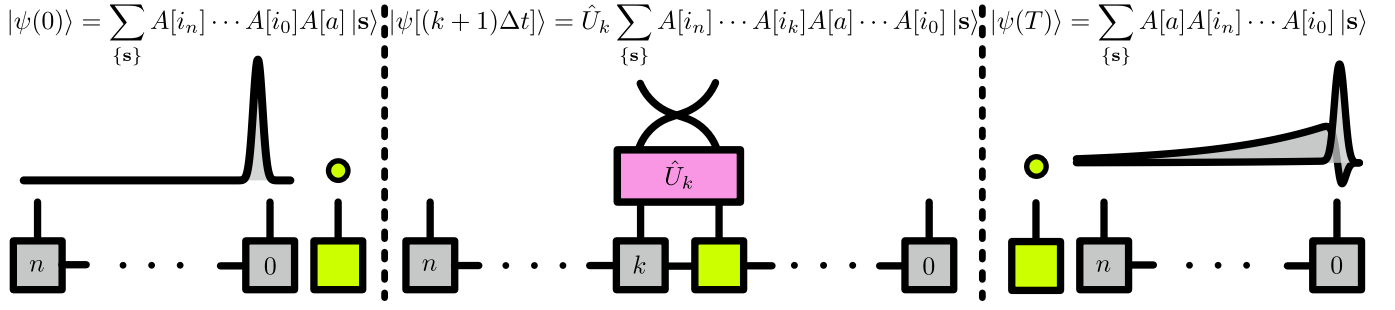 |ψ(0)⟩ = ∑_{s} A[i_n] ⋯ A[i_0]A[a] |s⟩
|ψ[(k + 1)Δt]⟩ = Û_k ∑_{s} A[i_n] ⋯ A[i_k]A[a] ⋯ A[i_0] |s⟩
|ψ(T)⟩ = ∑_{s} A[a]A[i_n] ⋯ A[i_0] |s⟩
Û_k
n · · · 0
n · · · k · · · 0
n · · · 0